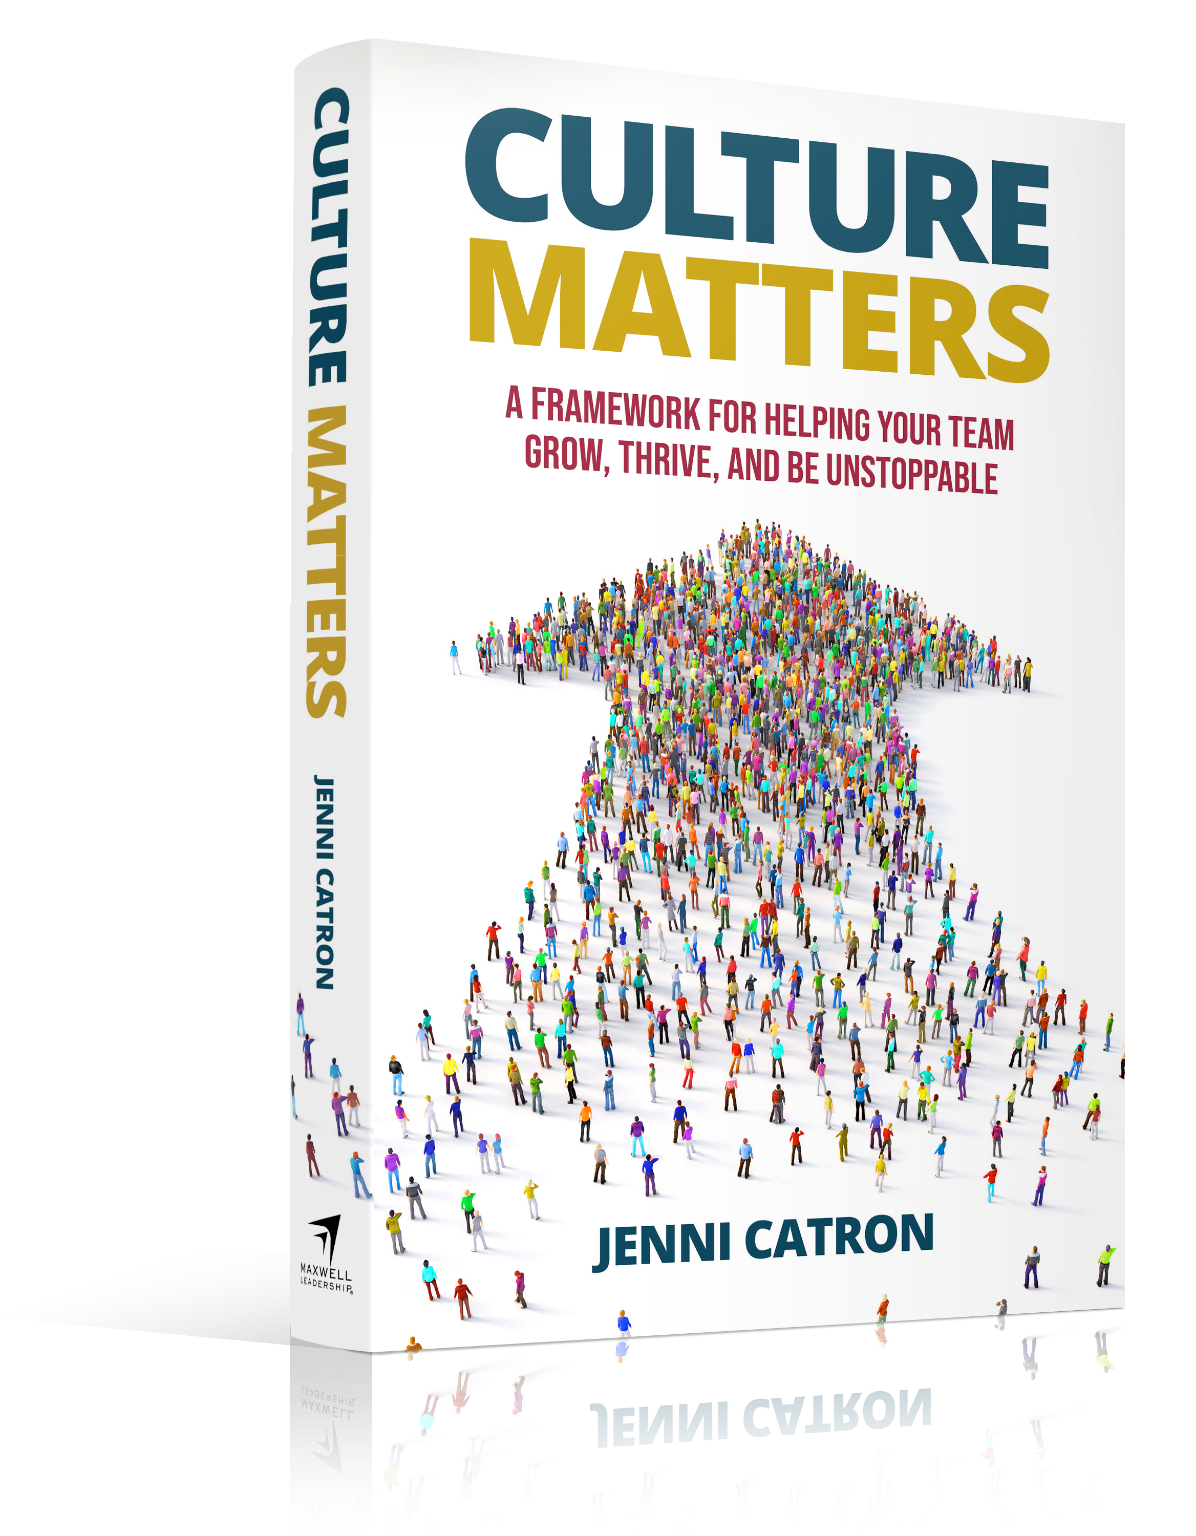 CULTURE MATTERS
JENNI CATRON
MAXWELL
LEADERSHIP®
CULTURE
MATTERS
A FRAMEWORK FOR HELPING YOUR TEAM
GROW, THRIVE, AND BE UNSTOPPABLE
JENNI CATRON